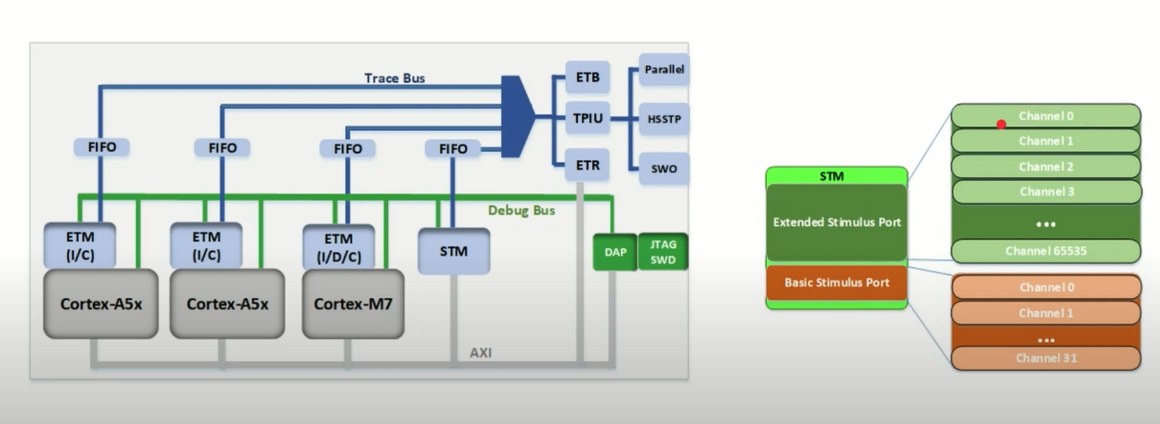 Trace Bus
ETB
TPIU
ETR
Parallel
HSSTP
SWO
FIFO
FIFO
FIFO
FIFO
Debug Bus
ETM
(I/C)
ETM
(I/C)
ETM
(I/D/C)
STM
DAP
JTAG
SWD
Cortex-A5x
Cortex-A5x
Cortex-M7
AXI
STM
Extended Stimulus Port
Basic Stimulus Port
Channel 0
Channel 1
Channel 2
Channel 3
...
Channel 65535
Channel 0
Channel 1
...
Channel 31